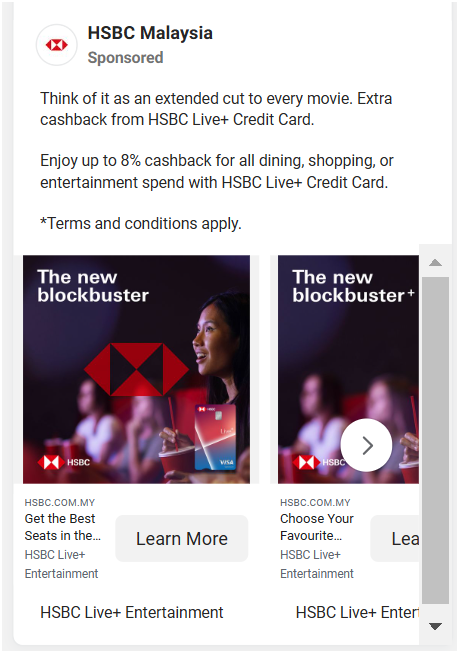 HSBC Malaysia
Sponsored
Think of it as an extended cut to every movie. Extra
cashback from HSBC Live+ Credit Card.
Enjoy up to 8% cashback for all dining, shopping, or
entertainment spend with HSBC Live+ Credit Card.
*Terms and conditions apply.
The new
blockbuster
Live+
VISA
HSBC
HSBC.COM.MY
Get the Best
Seats in the...
HSBC Live+
Entertainment
Learn More
HSBC Live+ Entertainment
The new
blockbuster+
HSBC
HSBC.COM.MY
Choose Your
Favourite...
HSBC Live+
Entertainment
Lea
HSBC Live+ Entert